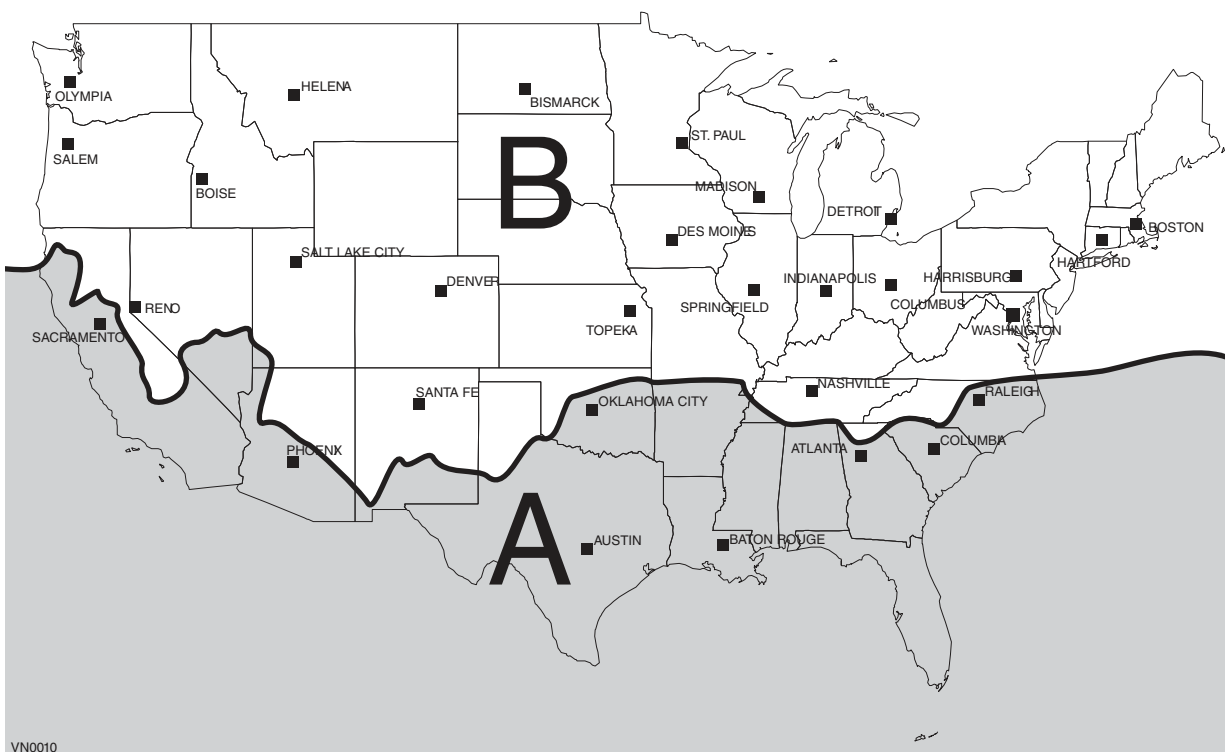 OLYMPIA
HELENA
BISMARCK
ST. PAUL
SALEM
BOISE
B
MADISON
DETROIT
BOSTON
DES MOINES
HARTFORD
SALT LAKE CITY
DENVER
INDIANAPOLIS
HARRISBURG
RENO
SPRINGFIELD
COLUMBUS
SACRAMENTO
TOPEKA
WASHINGTON
SANTA FE
NASHVILLE
RALEIGH
OKLAHOMA CITY
PHOENIX
ATLANTA
COLUMBIA
A
AUSTIN
BATON ROUGE
VN0010